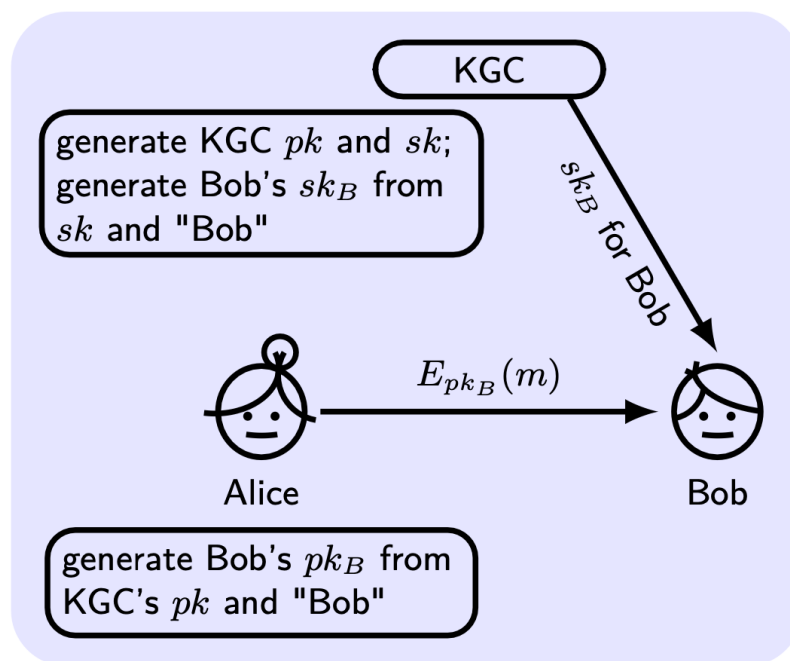 KGC
generate KGC pk and sk;
generate Bob's sk_B from
sk and "Bob"
sk_B for Bob
E_{pk_B}(m)
Alice
Bob
generate Bob's pk_B from
KGC's pk and "Bob"